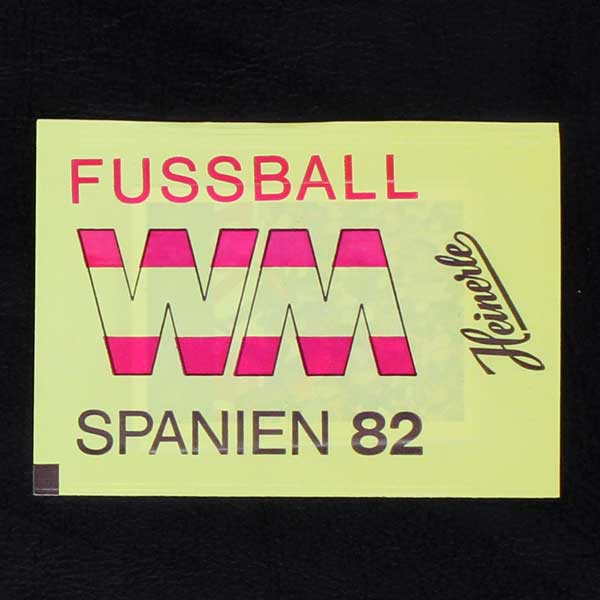 FUSSBALL
WM
SPANIEN 82
Heinerle